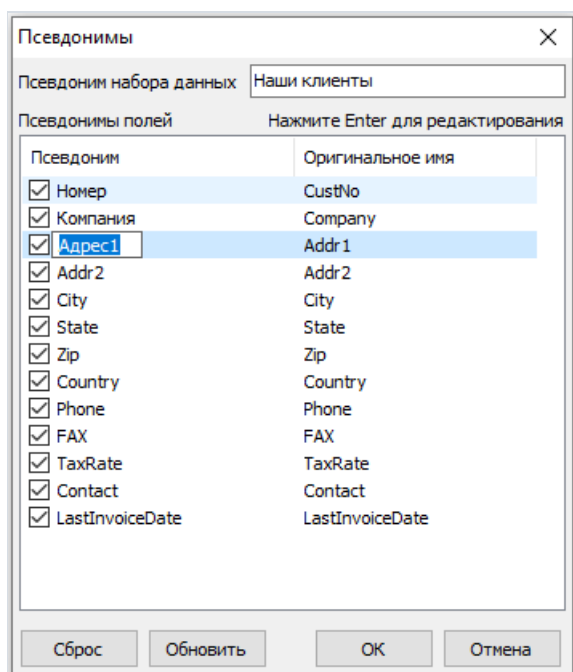 Псевдонимы
Псевдоним набора данных Наши клиенты
Псевдонимы полей Нажмите Enter для редактирования
Псевдоним Оригинальное имя
Номер CustNo
Компания Company
Адрес1 Addr1
Addr2 Addr2
City City
State State
Zip Zip
Country Country
Phone Phone
FAX FAX
TaxRate TaxRate
Contact Contact
LastInvoiceDate LastInvoiceDate
Сброс Обновить OK Отмена